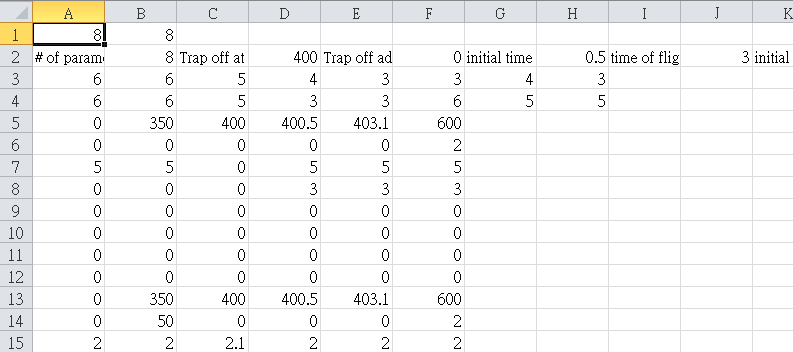 A B C D E F G H I J K
1 8 8
2 # of param 8 Trap off at 400 Trap off ad 0 initial time 0.5 time of flig 3 initial
3 6 6 5 4 3 3 4 3
4 6 6 5 3 3 6 5 5
5 0 350 400 400.5 403.1 600
6 0 0 0 0 0 2
7 5 5 0 5 5 5
8 0 0 0 3 3 3
9 0 0 0 0 0 0
10 0 0 0 0 0 0
11 0 0 0 0 0 0
12 0 0 0 0 0 0
13 0 350 400 400.5 403.1 600
14 0 50 0 0 0 2
15 2 2 2.1 2 2 2